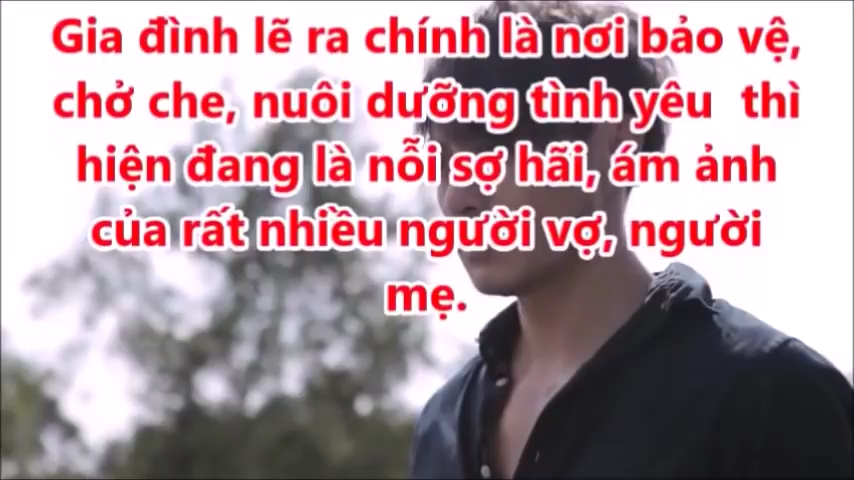 Gia đình lẽ ra chính là nơi bảo vệ,
chở che, nuôi dưỡng tình yêu thì
hiện đang là nỗi sợ hãi, ám ảnh
của rất nhiều người vợ, người
mẹ.